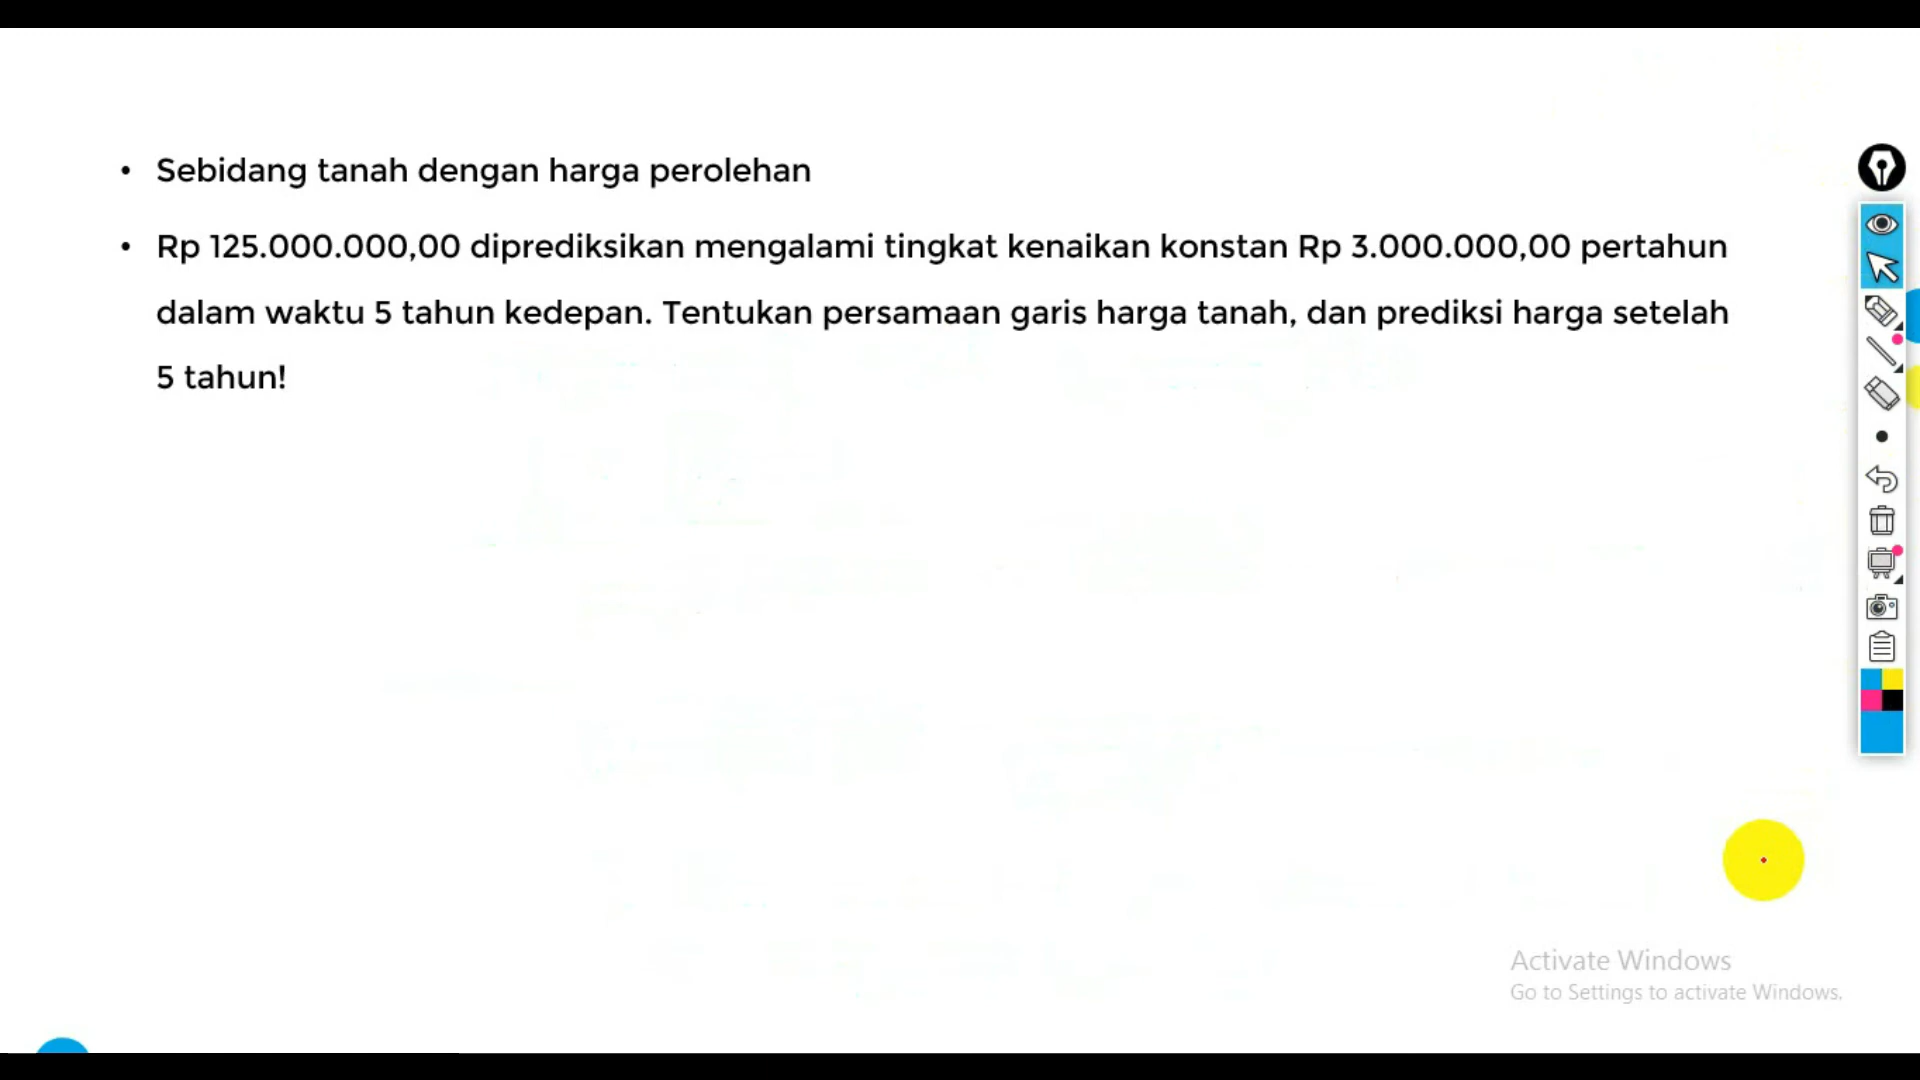 • Sebidang tanah dengan harga perolehan
• Rp 125.000.000,00 diprediksikan mengalami tingkat kenaikan konstan Rp 3.000.000,00 pertahun
dalam waktu 5 tahun kedepan. Tentukan persamaan garis harga tanah, dan prediksi harga setelah
5 tahun!
Activate Windows
Go to Settings to activate Windows.